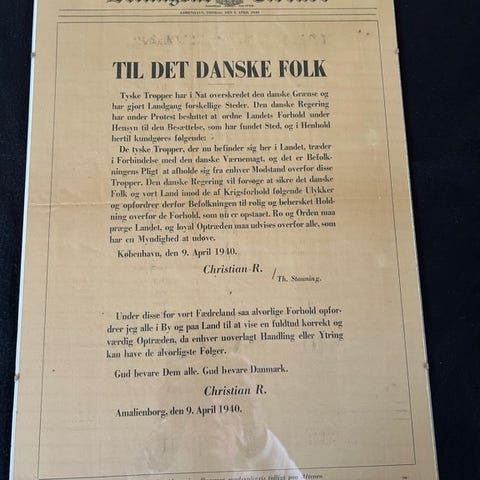 KØBENHAVN, TIRSDAG DEN 9. APRIL 1940
TIL DET DANSKE FOLK
Tyske Tropper har i Nat overskredet den danske Grænse og
har gjort Landgang forskellige Steder. Den danske Regering
har under Protest besluttet at ordne Landets Forhold under
Hensyn til den Besættelse, som har fundet Sted, og i Henhold
hertil kundgøres følgende:
De tyske Tropper, der nu befinder sig her i Landet, træder
i Forbindelse med den danske Værnemagt, og det er Befolk-
ningens Pligt at afholde sig fra enhver Modstand overfor disse
Tropper. Den danske Regering vil forsøge at sikre det danske
Folk og vort Land imod de af Krigsforhold følgende Ulykker
og opfordrer derfor Befolkningen til rolig og behersket Hold-
ning overfor de Forhold, som nu er opstaaet. Ro og Orden maa
præge Landet, og loyal Optræden maa udvises overfor alle, som
har en Myndighed at udøve.
København, den 9. April 1940.
Christian R.
/Th. Stauning.
Under disse for vort Fædreland saa alvorlige Forhold opfor-
drer jeg alle i By og paa Land til at vise en fuldtud korrekt og
værdig Optræden, da enhver uoverlagt Handling eller Ytring
kan have de alvorligste Følger.
Gud bevare Dem alle. Gud bevare Danmark.
Christian R.
Amalienborg, den 9. April 1940.